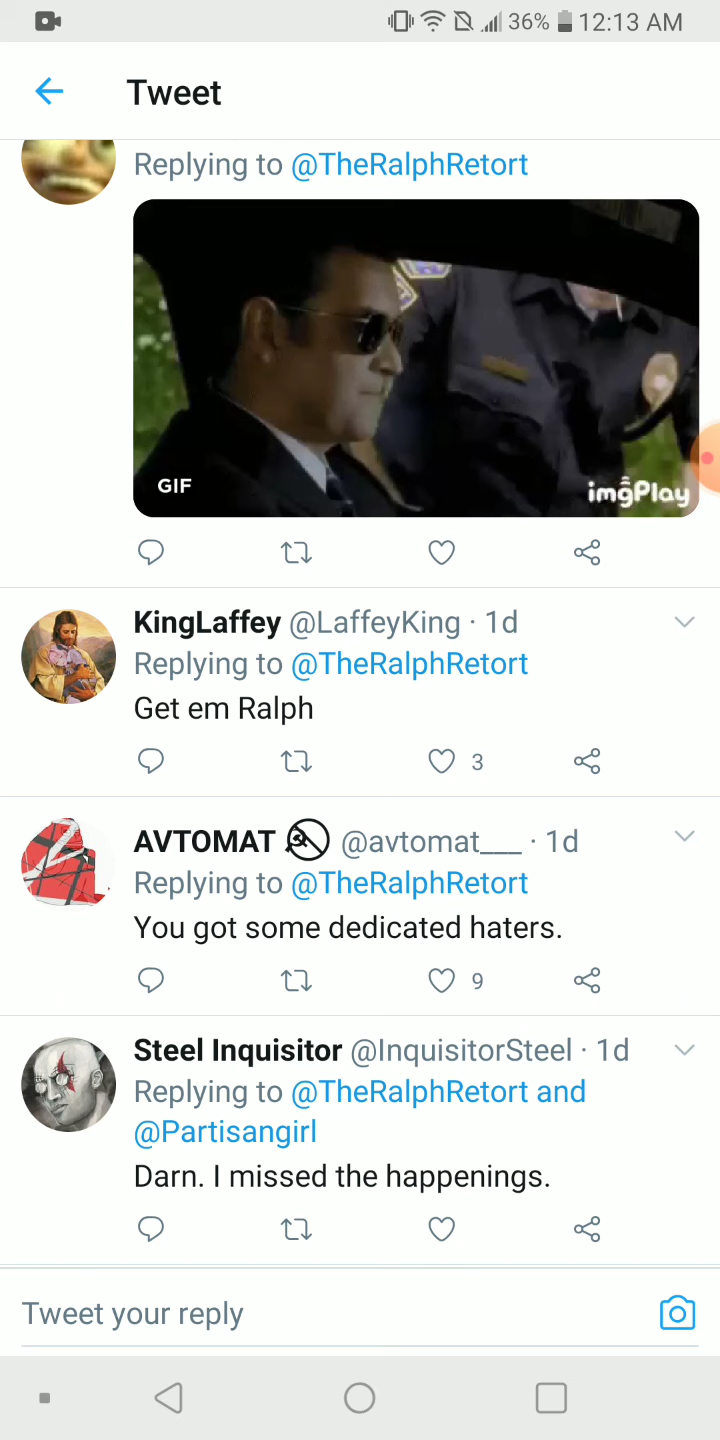 36% 12:13 AM
Tweet
Replying to @TheRalphRetort
GIF
imgPlay
KingLaffey @LaffeyKing · 1d
Replying to @TheRalphRetort
Get em Ralph
3
AVTOMAT @avtomat___ · 1d
Replying to @TheRalphRetort
You got some dedicated haters.
9
Steel Inquisitor @InquisitorSteel · 1d
Replying to @TheRalphRetort and
@Partisangirl
Darn. I missed the happenings.
Tweet your reply